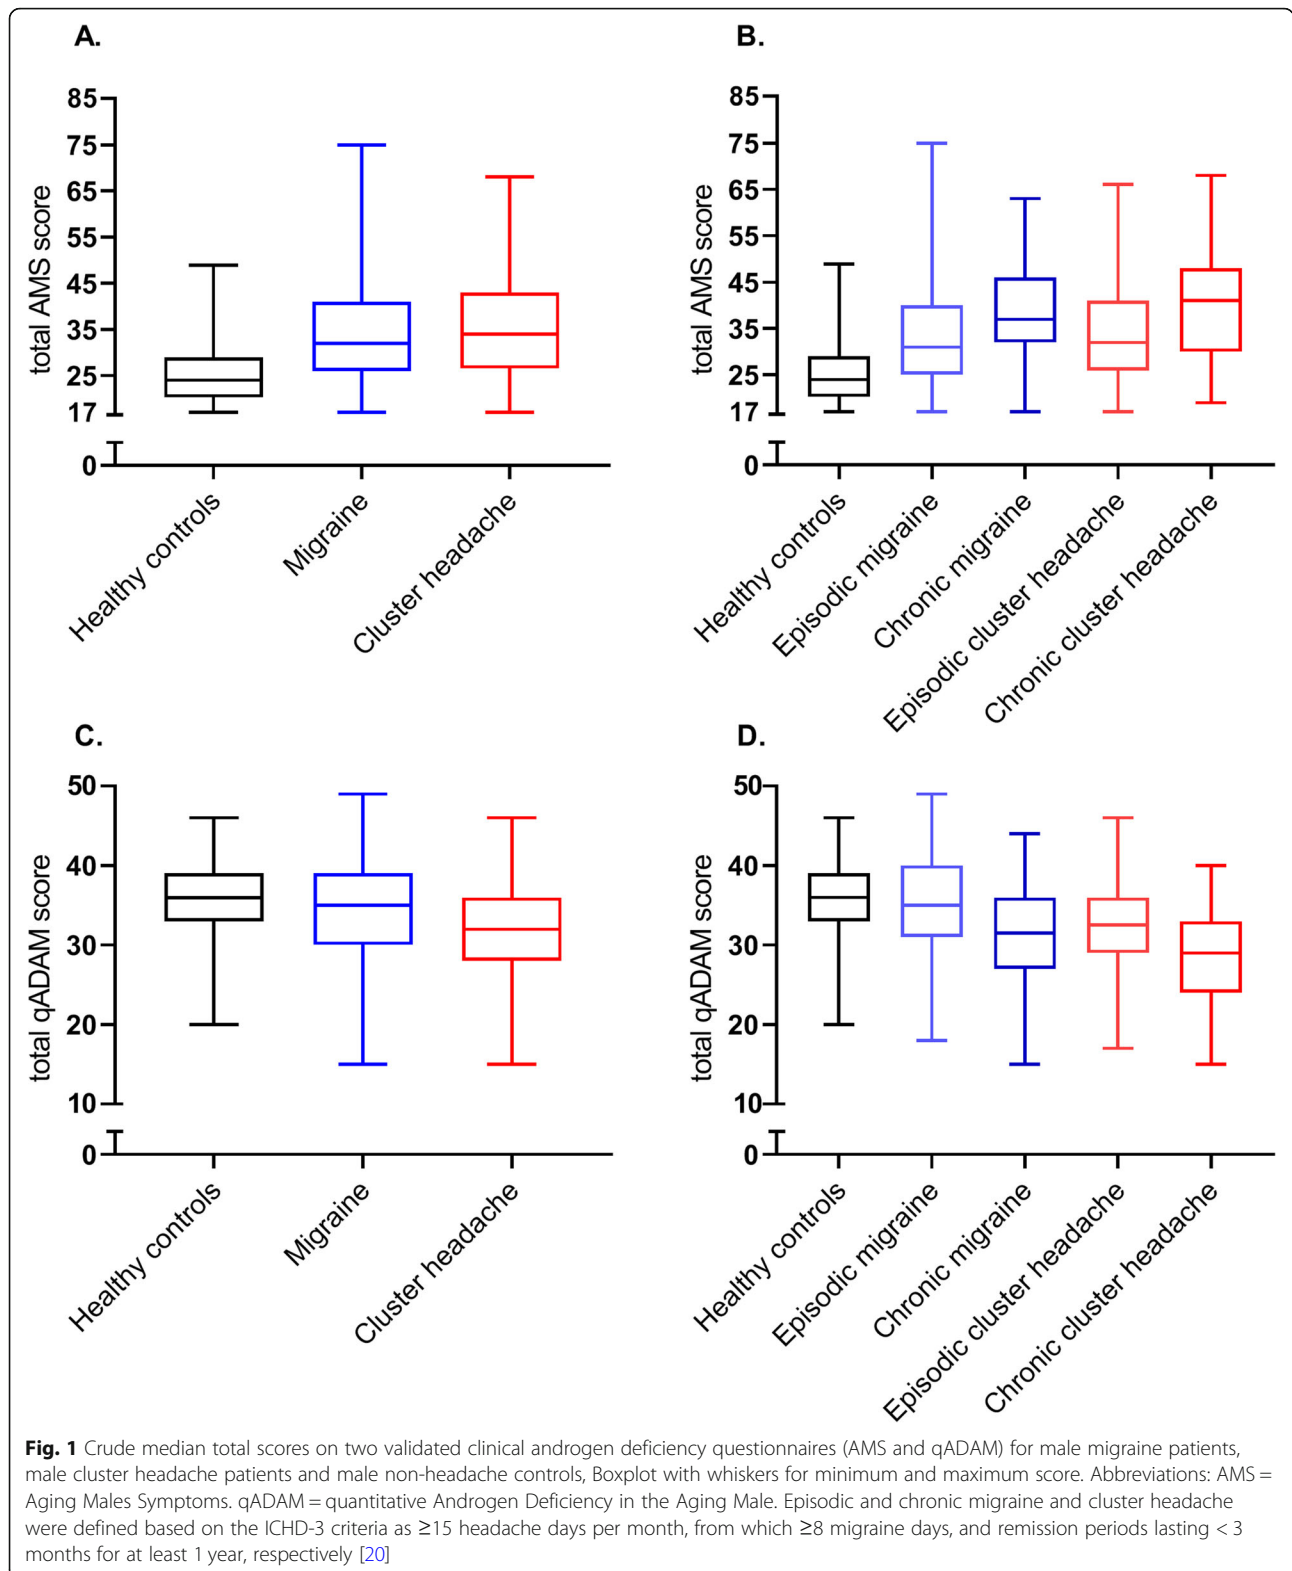 A.
85
75
65
55
45
35
25
17
0
total AMS score
Healthy controls
Migraine
Cluster headache
B.
85
75
65
55
45
35
25
17
0
total AMS score
Healthy controls
Episodic migraine
Chronic migraine
Episodic cluster headache
Chronic cluster headache
C.
50
40
30
20
10
0
total qADAM score
Healthy controls
Migraine
Cluster headache
D.
50
40
30
20
10
0
total qADAM score
Healthy controls
Episodic migraine
Chronic migraine
Episodic cluster headache
Chronic cluster headache
Fig. 1 Crude median total scores on two validated clinical androgen deficiency questionnaires (AMS and qADAM) for male migraine patients,
male cluster headache patients and male non-headache controls, Boxplot with whiskers for minimum and maximum score. Abbreviations: AMS =
Aging Males Symptoms. qADAM = quantitative Androgen Deficiency in the Aging Male. Episodic and chronic migraine and cluster headache
were defined based on the ICHD-3 criteria as ≥15 headache days per month, from which ≥8 migraine days, and remission periods lasting < 3
months for at least 1 year, respectively [20]